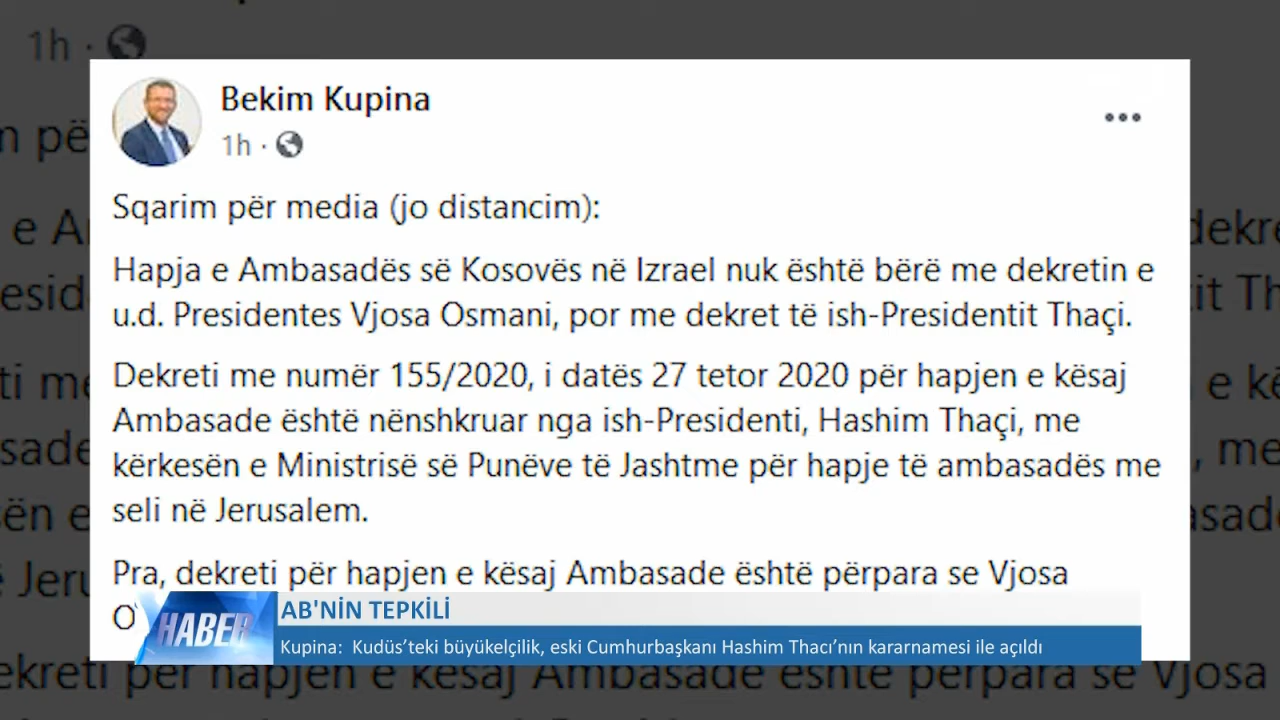 Bekim Kupina
1h ·
Sqarim për media (jo distancim):
Hapja e Ambasadës së Kosovës në Izrael nuk është bërë me dekretin e
u.d. Presidentes Vjosa Osmani, por me dekret të ish-Presidentit Thaçi.
Dekreti me numër 155/2020, i datës 27 tetor 2020 për hapjen e kësaj
Ambasade është nënshkruar nga ish-Presidenti, Hashim Thaçi, me
kërkesën e Ministrisë së Punëve të Jashtme për hapje të ambasadës me
seli në Jerusalem.
Pra, dekreti për hapjen e kësaj Ambasade është përpara se Vjosa
HABER
AB'NİN TEPKİLİ
Kupina: Kudüs’teki büyükelçilik, eski Cumhurbaşkanı Hashim Thacı’nın kararnamesi ile açıldı